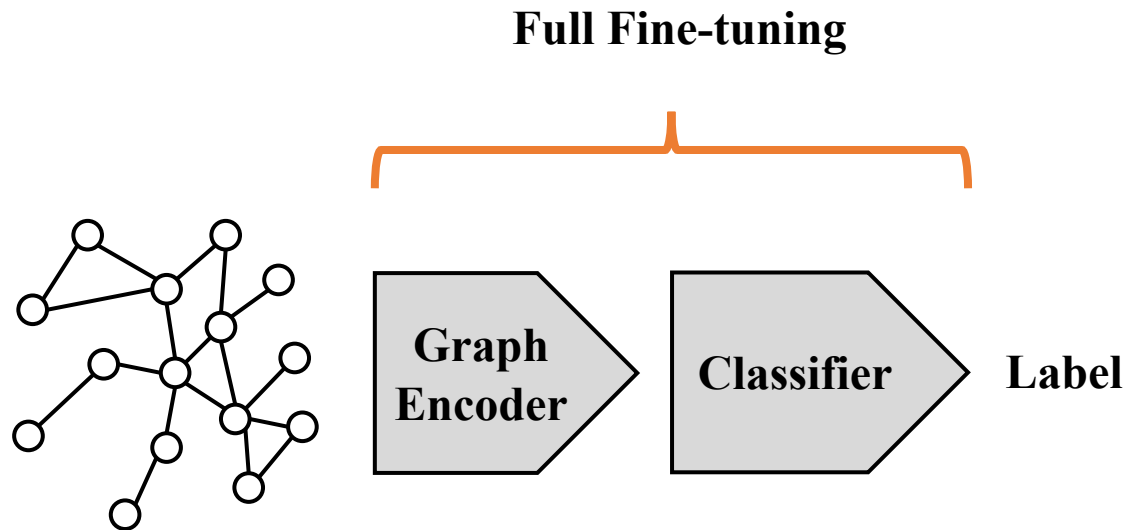 Full Fine-tuning
Graph
Encoder
Classifier
Label